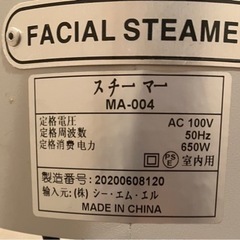 FACIAL STEAME
スチーマー
MA-004
定格電圧 AC 100V
定格周波数 50Hz
定格消費電力 650W
PSE 室内用
製造番号: 20200608120
輸入元:(株) シー・エム・エル
MADE IN CHINA